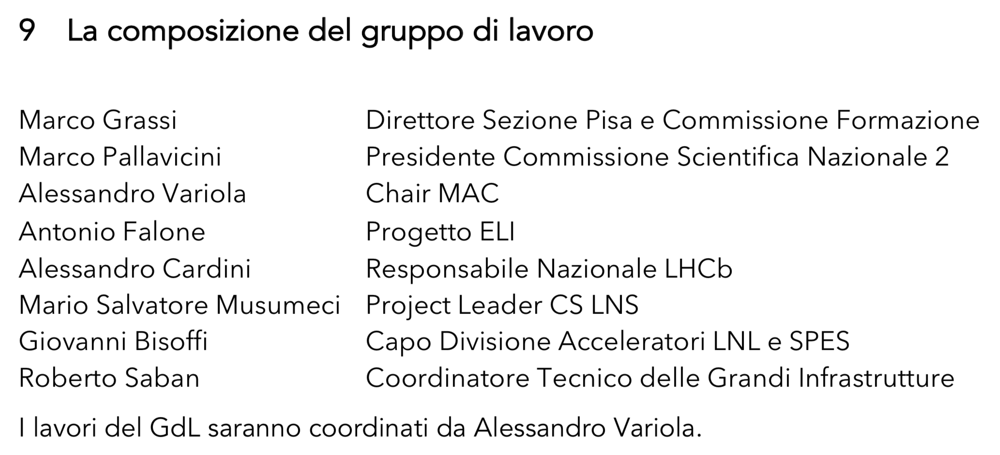 9 La composizione del gruppo di lavoro
Marco Grassi Direttore Sezione Pisa e Commissione Formazione
Marco Pallavicini Presidente Commissione Scientifica Nazionale 2
Alessandro Variola Chair MAC
Antonio Falone Progetto ELI
Alessandro Cardini Responsabile Nazionale LHCb
Mario Salvatore Musumeci Project Leader CS LNS
Giovanni Bisoffi Capo Divisione Acceleratori LNL e SPES
Roberto Saban Coordinatore Tecnico delle Grandi Infrastrutture
I lavori del GdL saranno coordinati da Alessandro Variola.